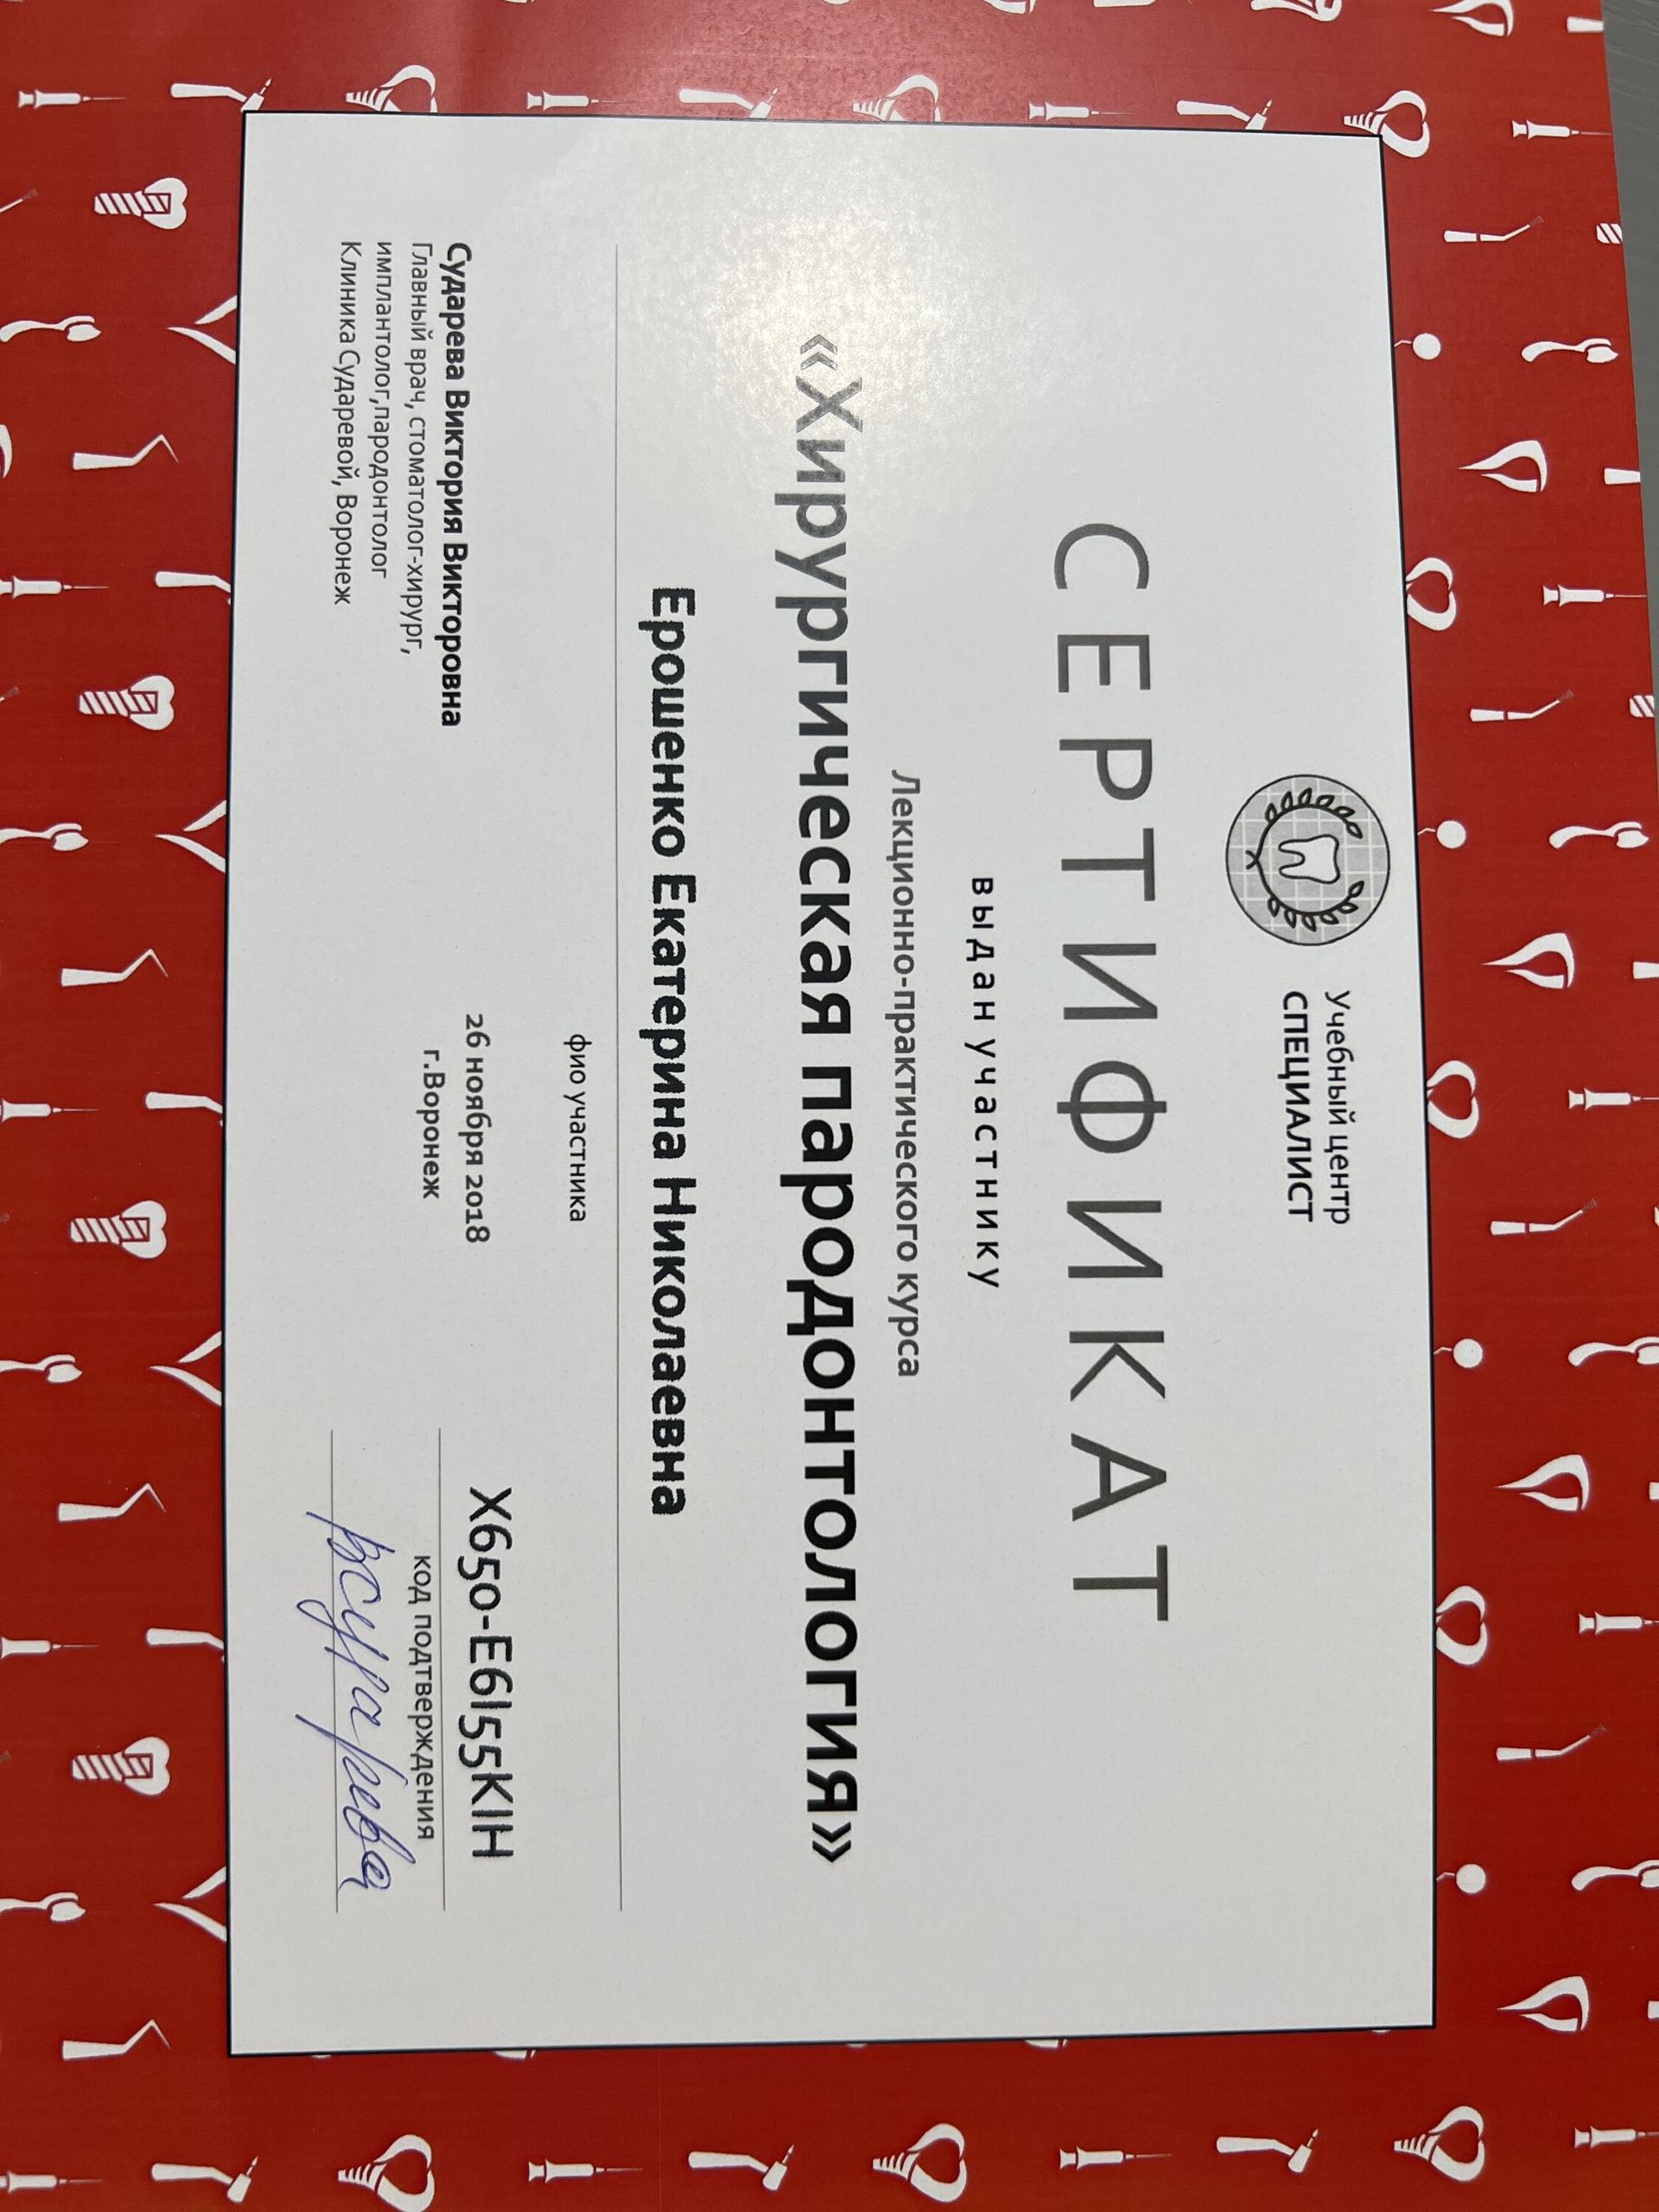 Учебный центр
СПЕЦИАЛИСТ
СЕРТИФИКАТ
выдан участнику
Лекционно-практического курса
«Хирургическая пародонтология»
Ерошенко Екатерина Николаевна
фио участника
Сударева Виктория Викторовна
Главный врач, стоматолог-хирург,
имплантолог,пародонтолог
Клиника Сударевой, Воронеж
26 ноября 2018
г.Воронеж
X650-E6I55KIH
код подтверждения
ВСударева